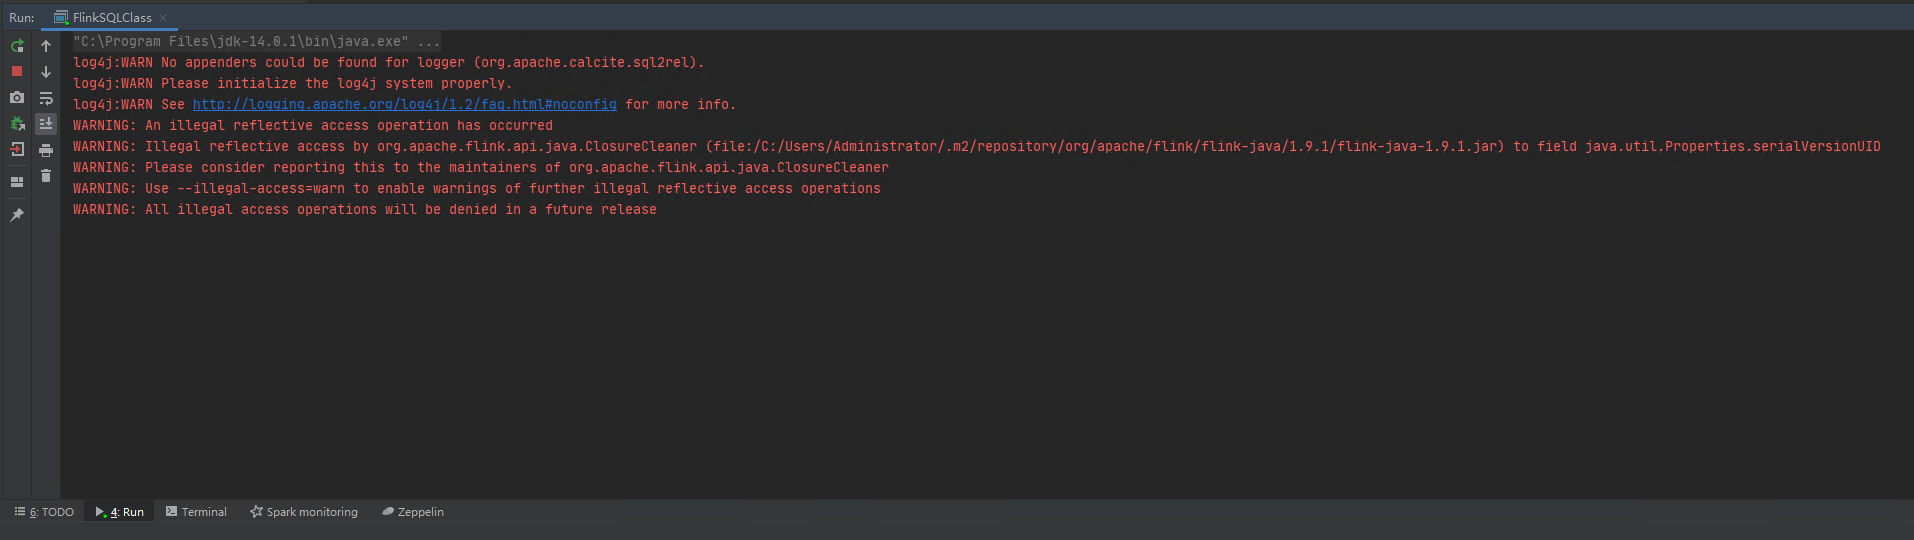 Run: FlinkSQLClass
"C:\Program Files\jdk-14.0.1\bin\java.exe" ...
log4j:WARN No appenders could be found for logger (org.apache.calcite.sql2rel).
log4j:WARN Please initialize the log4j system properly.
log4j:WARN See http://logging.apache.org/log4j/1.2/faq.html#noconfig for more info.
WARNING: An illegal reflective access operation has occurred
WARNING: Illegal reflective access by org.apache.flink.api.java.ClosureCleaner (file:/C:/Users/Administrator/.m2/repository/org/apache/flink/flink-java/1.9.1/flink-java-1.9.1.jar) to field java.util.Properties.serialVersionUID
WARNING: Please consider reporting this to the maintainers of org.apache.flink.api.java.ClosureCleaner
WARNING: Use --illegal-access=warn to enable warnings of further illegal reflective access operations
WARNING: All illegal access operations will be denied in a future release
6: TODO 4: Run Terminal Spark monitoring Zeppelin